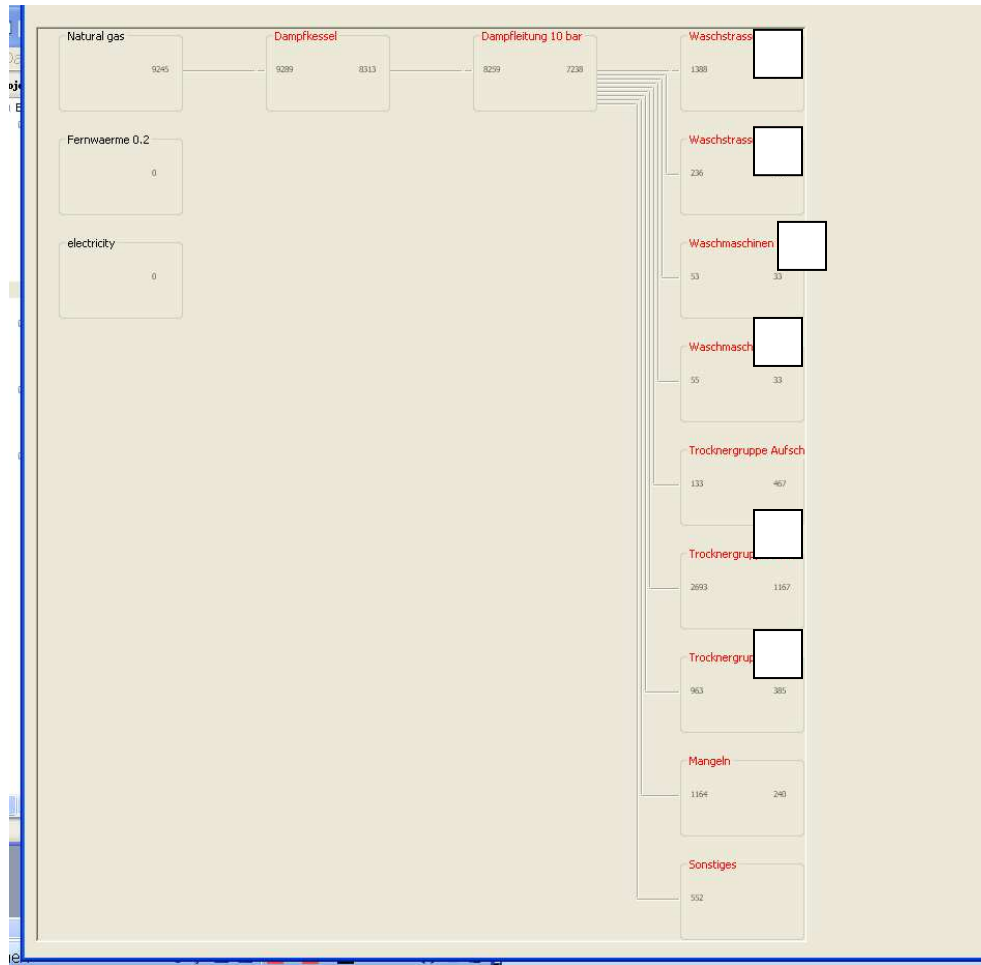 Natural gas
9245
Dampfkessel
9289 8313
Dampfleitung 10 bar
8259 7238
Waschstrasse
1388
Fernwaerme 0.2
0
Waschstrass
236
electricity
0
Waschmaschinen
53 33
Waschmasch
55 33
Trocknergruppe Aufsch
133 467
Trocknergrup
2693 1167
Trocknergrup
963 385
Mangeln
1164 248
Sonstiges
552